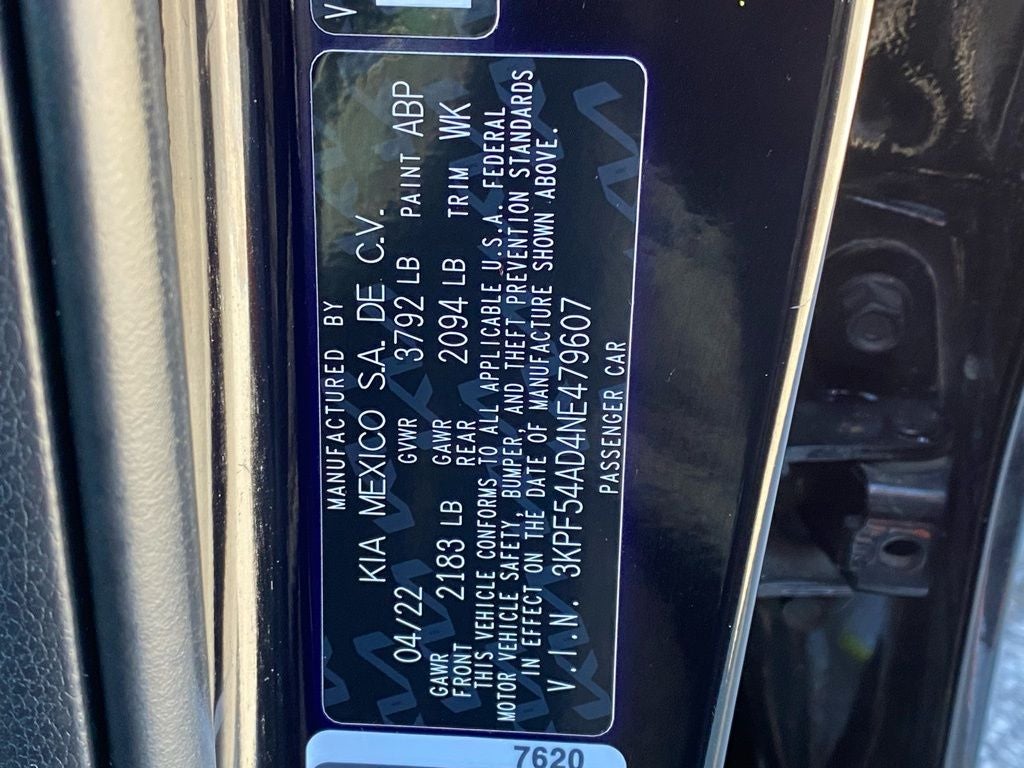 MANUFACTURED BY
KIA MEXICO S.A. DE C.V.
04/22 GVWR 3792 LB PAINT ABP
GAWR FRONT 2183 LB GAWR REAR 2094 LB TRIM WK
THIS VEHICLE CONFORMS TO ALL APPLICABLE U.S.A. FEDERAL
MOTOR VEHICLE SAFETY, BUMPER, AND THEFT PREVENTION STANDARDS
IN EFFECT ON THE DATE OF MANUFACTURE SHOWN ABOVE.
V.I.N. 3KPF54AD4NE479607
PASSENGER CAR
7620
V